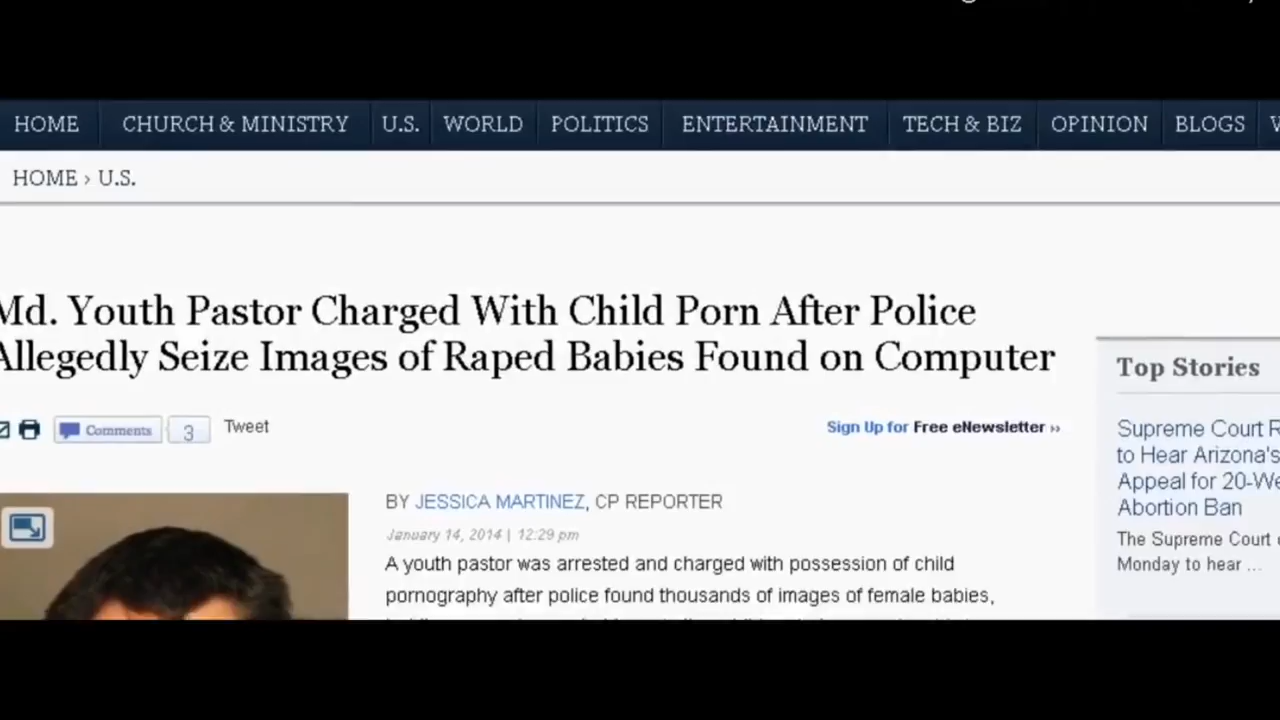 HOME CHURCH & MINISTRY U.S. WORLD POLITICS ENTERTAINMENT TECH & BIZ OPINION BLOGS
HOME › U.S.
Md. Youth Pastor Charged With Child Porn After Police
Allegedly Seize Images of Raped Babies Found on Computer
Comments 3 Tweet
Sign Up for Free eNewsletter ››
BY JESSICA MARTINEZ, CP REPORTER
January 14, 2014 | 12:29 pm
A youth pastor was arrested and charged with possession of child
pornography after police found thousands of images of female babies,
Top Stories
Supreme Court R
to Hear Arizona's
Appeal for 20-We
Abortion Ban
The Supreme Court
Monday to hear ...